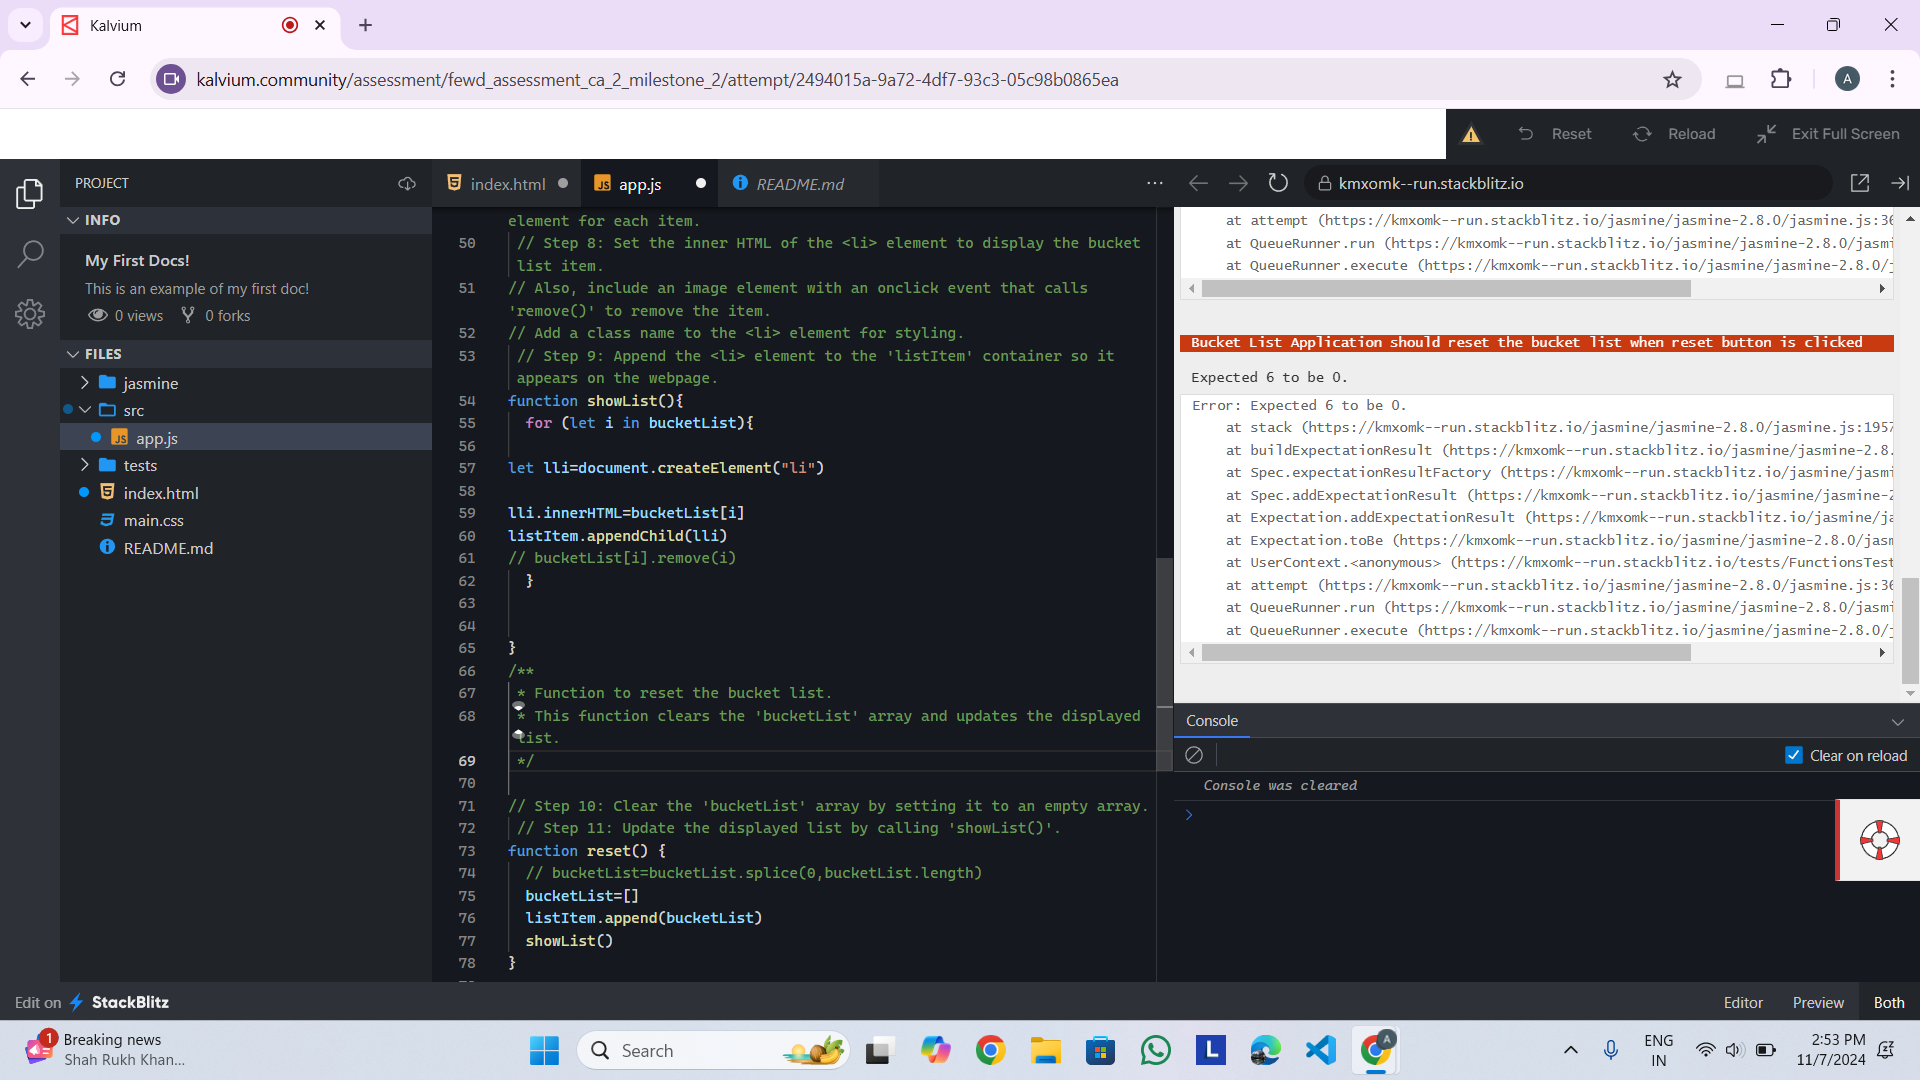 Kalvium
kalvium.community/assessment/fewd_assessment_ca_2_milestone_2/attempt/2494015a-9a72-4df7-93c3-05c98b0865ea
A
Reset
Reload
Exit Full Screen
PROJECT
INFO
My First Docs!
This is an example of my first doc!
0 views
0 forks
FILES
jasmine
src
JS app.js
tests
index.html
main.css
README.md
index.html
JS app.js
README.md
element for each item.
50 // Step 8: Set the inner HTML of the <li> element to display the bucket
list item.
51 // Also, include an image element with an onclick event that calls
'remove()' to remove the item.
52 // Add a class name to the <li> element for styling.
53 // Step 9: Append the <li> element to the 'listItem' container so it
appears on the webpage.
54 function showList(){
55 for (let i in bucketList){
56
57 let lli=document.createElement("li")
58
59 lli.innerHTML=bucketList[i]
60 listItem.appendChild(lli)
61 // bucketList[i].remove(i)
62 }
63
64
65 }
66 /**
67 * Function to reset the bucket list.
68 * This function clears the 'bucketList' array and updates the displayed
list.
69 */
70
71 // Step 10: Clear the 'bucketList' array by setting it to an empty array.
72 // Step 11: Update the displayed list by calling 'showList()'.
73 function reset() {
74 // bucketList=bucketList.splice(0,bucketList.length)
75 bucketList=[]
76 listItem.append(bucketList)
77 showList()
78 }
kmxomk--run.stackblitz.io
at attempt (https://kmxomk--run.stackblitz.io/jasmine/jasmine-2.8.0/jasmine.js:36
at QueueRunner.run (https://kmxomk--run.stackblitz.io/jasmine/jasmine-2.8.0/jasmi
at QueueRunner.execute (https://kmxomk--run.stackblitz.io/jasmine/jasmine-2.8.0/j
Bucket List Application should reset the bucket list when reset button is clicked
Expected 6 to be 0.
Error: Expected 6 to be 0.
at stack (https://kmxomk--run.stackblitz.io/jasmine/jasmine-2.8.0/jasmine.js:1957
at buildExpectationResult (https://kmxomk--run.stackblitz.io/jasmine/jasmine-2.8.
at Spec.expectationResultFactory (https://kmxomk--run.stackblitz.io/jasmine/jasmi
at Spec.addExpectationResult (https://kmxomk--run.stackblitz.io/jasmine/jasmine-2
at Expectation.addExpectationResult (https://kmxomk--run.stackblitz.io/jasmine/ja
at Expectation.toBe (https://kmxomk--run.stackblitz.io/jasmine/jasmine-2.8.0/jasm
at UserContext.<anonymous> (https://kmxomk--run.stackblitz.io/tests/FunctionsTest
at attempt (https://kmxomk--run.stackblitz.io/jasmine/jasmine-2.8.0/jasmine.js:36
at QueueRunner.run (https://kmxomk--run.stackblitz.io/jasmine/jasmine-2.8.0/jasmi
at QueueRunner.execute (https://kmxomk--run.stackblitz.io/jasmine/jasmine-2.8.0/j
Console
Clear on reload
Console was cleared
Edit on StackBlitz
Editor
Preview
Both
1
Breaking news
Shah Rukh Khan...
Search
L
A
ENG
IN
2:53 PM
11/7/2024